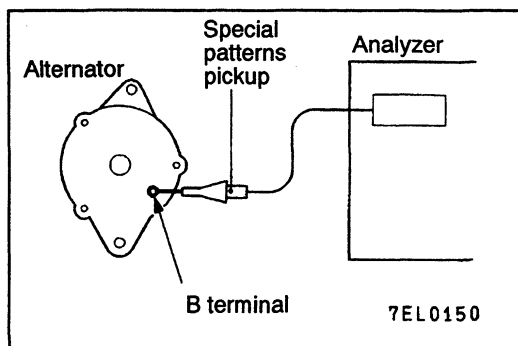 Special
patterns
pickup
Analyzer
Alternator
B terminal
7EL0150